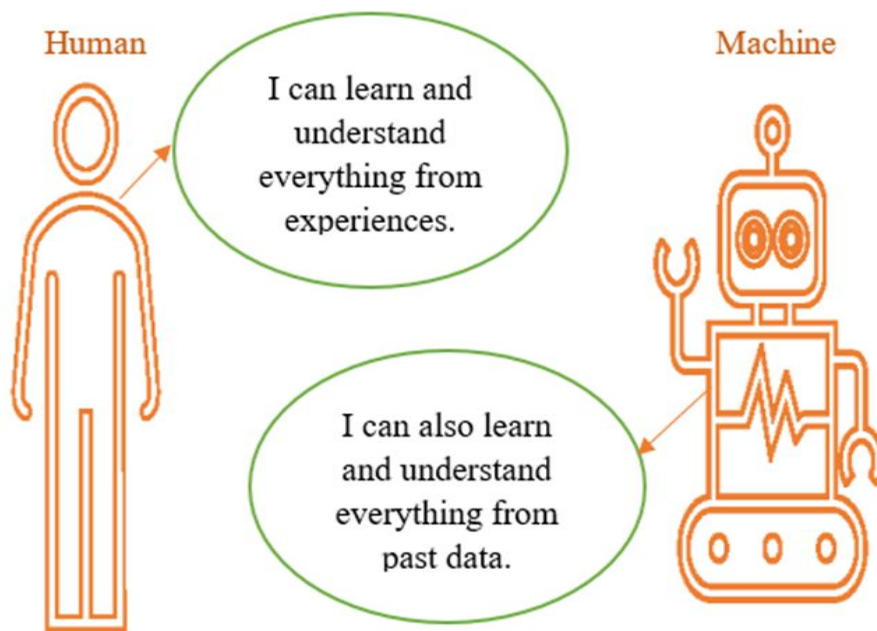 Human
Machine
I can learn and
understand
everything from
experiences.
I can also learn
and understand
everything from
past data.